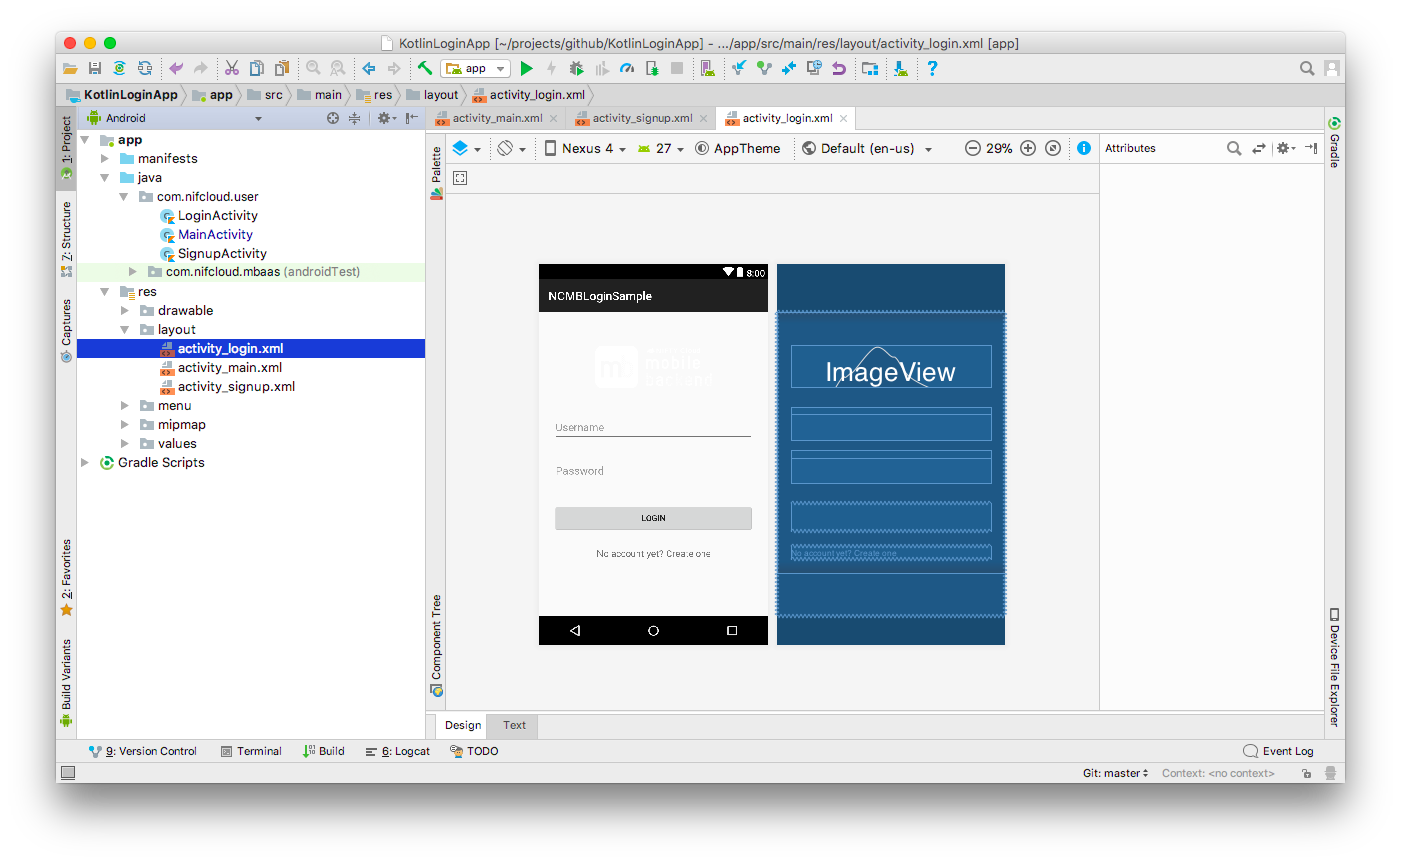 KotlinLoginApp [~/projects/github/KotlinLoginApp] - .../app/src/main/res/layout/activity_login.xml [app]
app
KotlinLoginApp app src main res layout activity_login.xml
1: Project
Z: Structure
Captures
2: Favorites
Build Variants
Android
app
manifests
java
com.nifcloud.user
LoginActivity
MainActivity
SignupActivity
com.nifcloud.mbaas (androidTest)
res
drawable
layout
activity_login.xml
activity_main.xml
activity_signup.xml
menu
mipmap
values
Gradle Scripts
activity_main.xml activity_signup.xml activity_login.xml
Palette
Nexus 4 27 AppTheme Default (en-us) 29%
Attributes
Gradle
8:00
NCMBLoginSample
mobile
Username
Password
LOGIN
No account yet? Create one
ImageView
No account yet? Create one
Component Tree
Device File Explorer
Design Text
9: Version Control Terminal Build 6: Logcat TODO Event Log
Git: master Context: <no context>